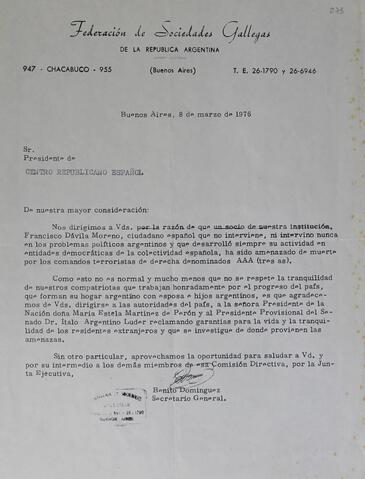 275
Federación de Sociedades Gallegas
DE LA REPUBLICA ARGENTINA
947 - CHACABUCO - 955
(Buenos Aires)
T. E. 26-1790 y 26-6946
Buenos Aires, 8 de marzo de 1976
Sr.
Presidente de
CENTRO REPUBLICANO ESPAÑOL
De nuestra mayor consideración:
Nos dirigimos a Vds. por la razón de que un socio de nuestra institución,
Francisco Dávila Moreno, ciudadano español que no interviene, ni intervino nunca
en los problemas políticos argentinos y que desarrolló siempre su actividad en
entidades democráticas de la colectividad española, ha sido amenazado de muerte
por los comandos terroristas de derecha denominados AAA (tres as).
Como esto no es normal y mucho menos que no se respete la tranquilidad
de nuestros compatriotas que trabajan honradamente por el progreso del país,
que forman su hogar argentino con esposa e hijos argentinos, es que agradece-
mos de Vds. dirigirse a las autoridades del país, a la señora Presidente de la
Nación doña María Estela Martínez de Perón y al Presidente Provisional del Se-
nado Dr. Italo Argentino Luder reclamando garantías para la vida y la tranqui-
lidad de los residentes extranjeros y que se investigue de donde provienen las
amenazas.
Sin otro particular, aprovechamos la oportunidad para saludar a Vd. y
por su intermedio a los demás miembros de esa Comisión Directiva, por la Jun-
ta Ejecutiva,
Benito Dominguez
Secretario General.
26-1790
BUENOS AIRES